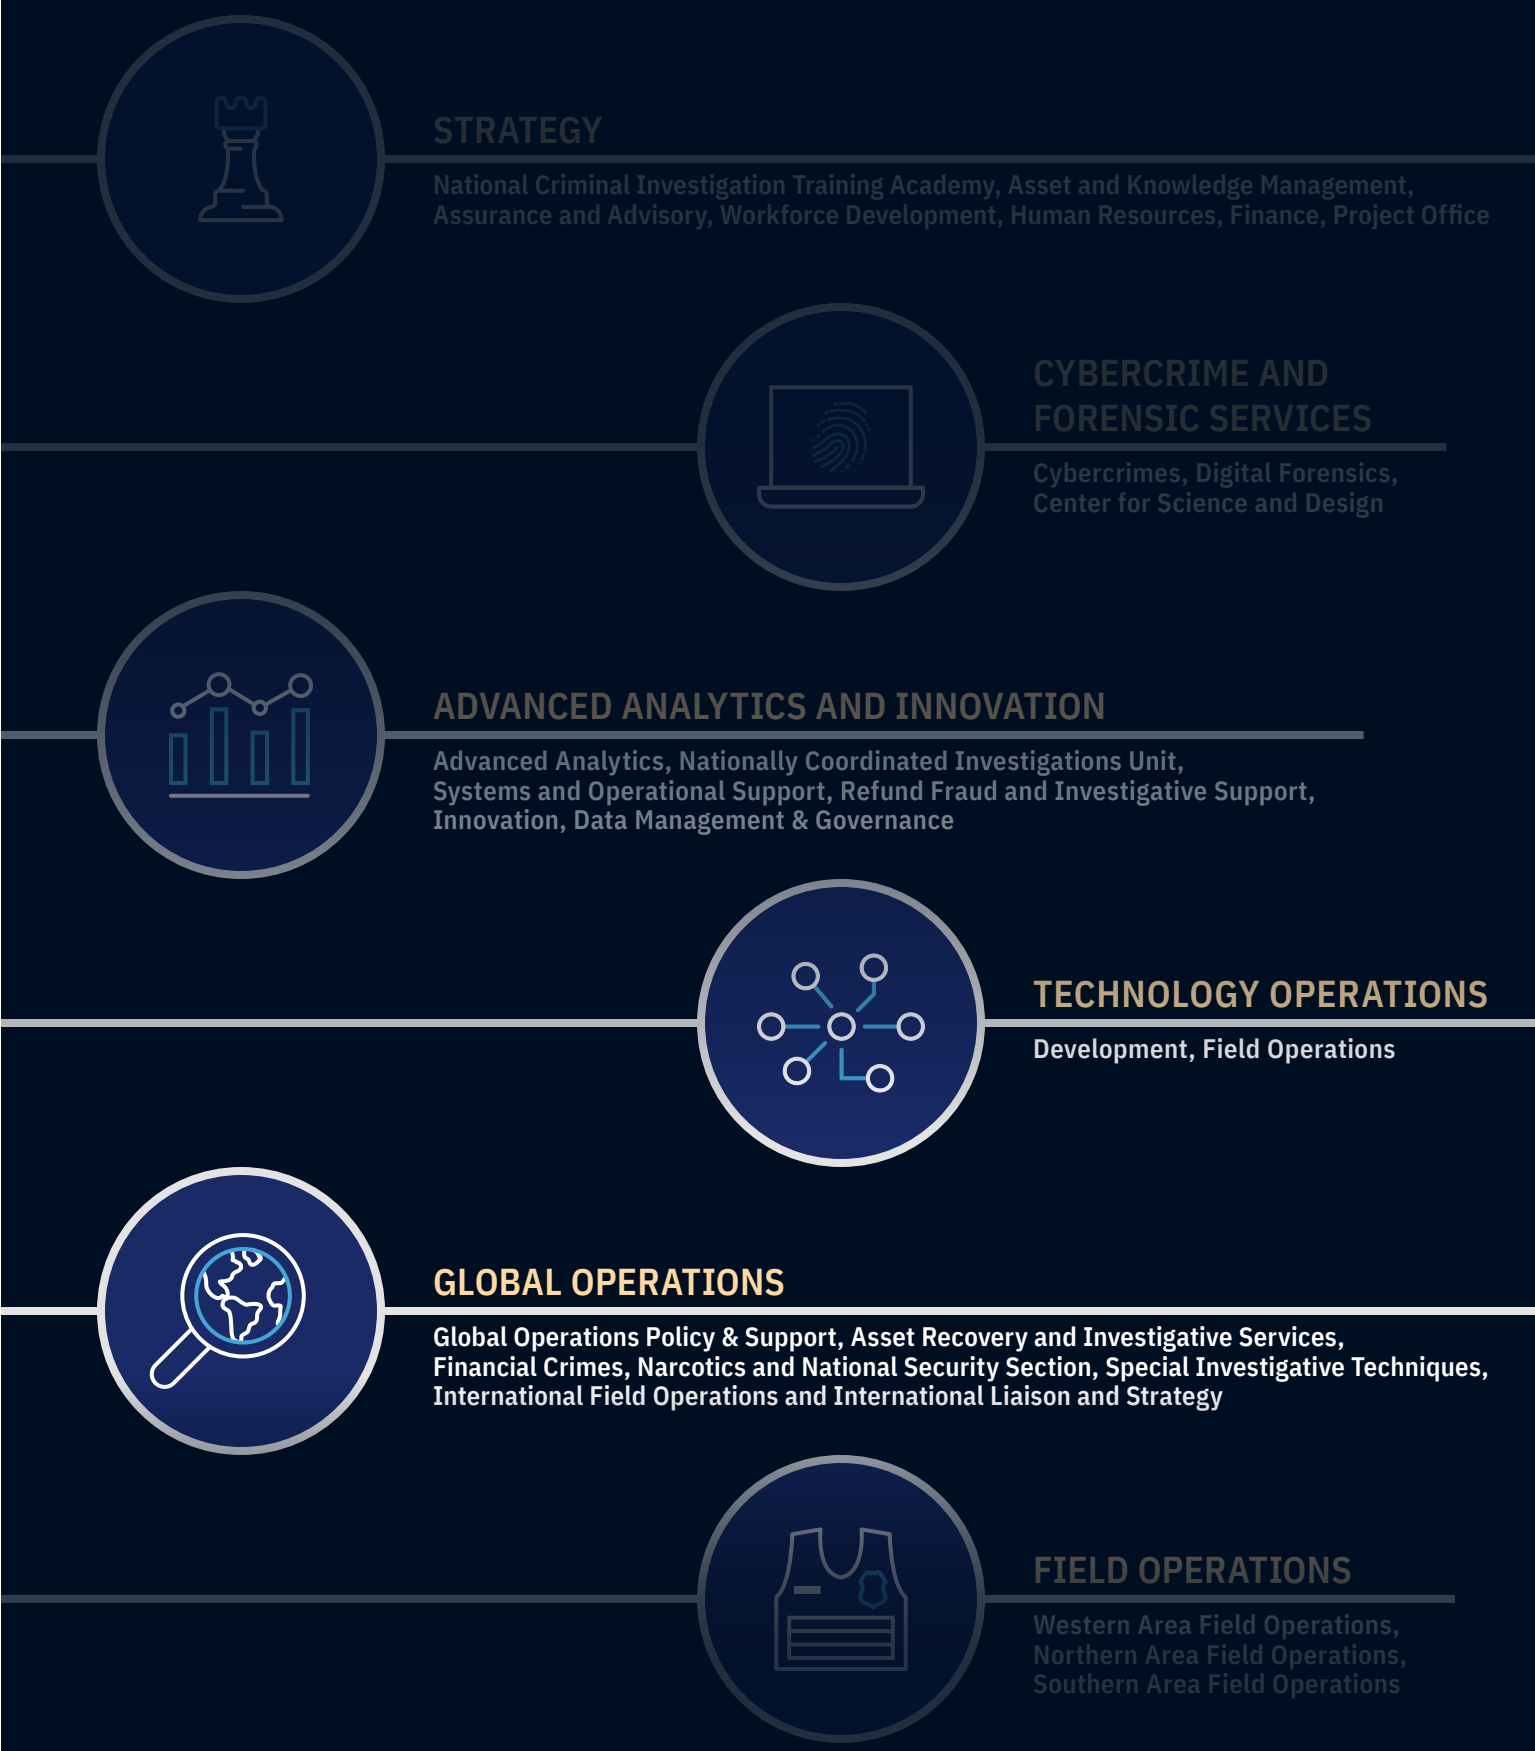 STRATEGY
National Criminal Investigation Training Academy, Asset and Knowledge Management,
Assurance and Advisory, Workforce Development, Human Resources, Finance, Project Office
CYBERCRIME AND
FORENSIC SERVICES
Cybercrimes, Digital Forensics,
Center for Science and Design
ADVANCED ANALYTICS AND INNOVATION
Advanced Analytics, Nationally Coordinated Investigations Unit,
Systems and Operational Support, Refund Fraud and Investigative Support,
Innovation, Data Management & Governance
TECHNOLOGY OPERATIONS
Development, Field Operations
GLOBAL OPERATIONS
Global Operations Policy & Support, Asset Recovery and Investigative Services,
Financial Crimes, Narcotics and National Security Section, Special Investigative Techniques,
International Field Operations and International Liaison and Strategy
FIELD OPERATIONS
Western Area Field Operations,
Northern Area Field Operations,
Southern Area Field Operations